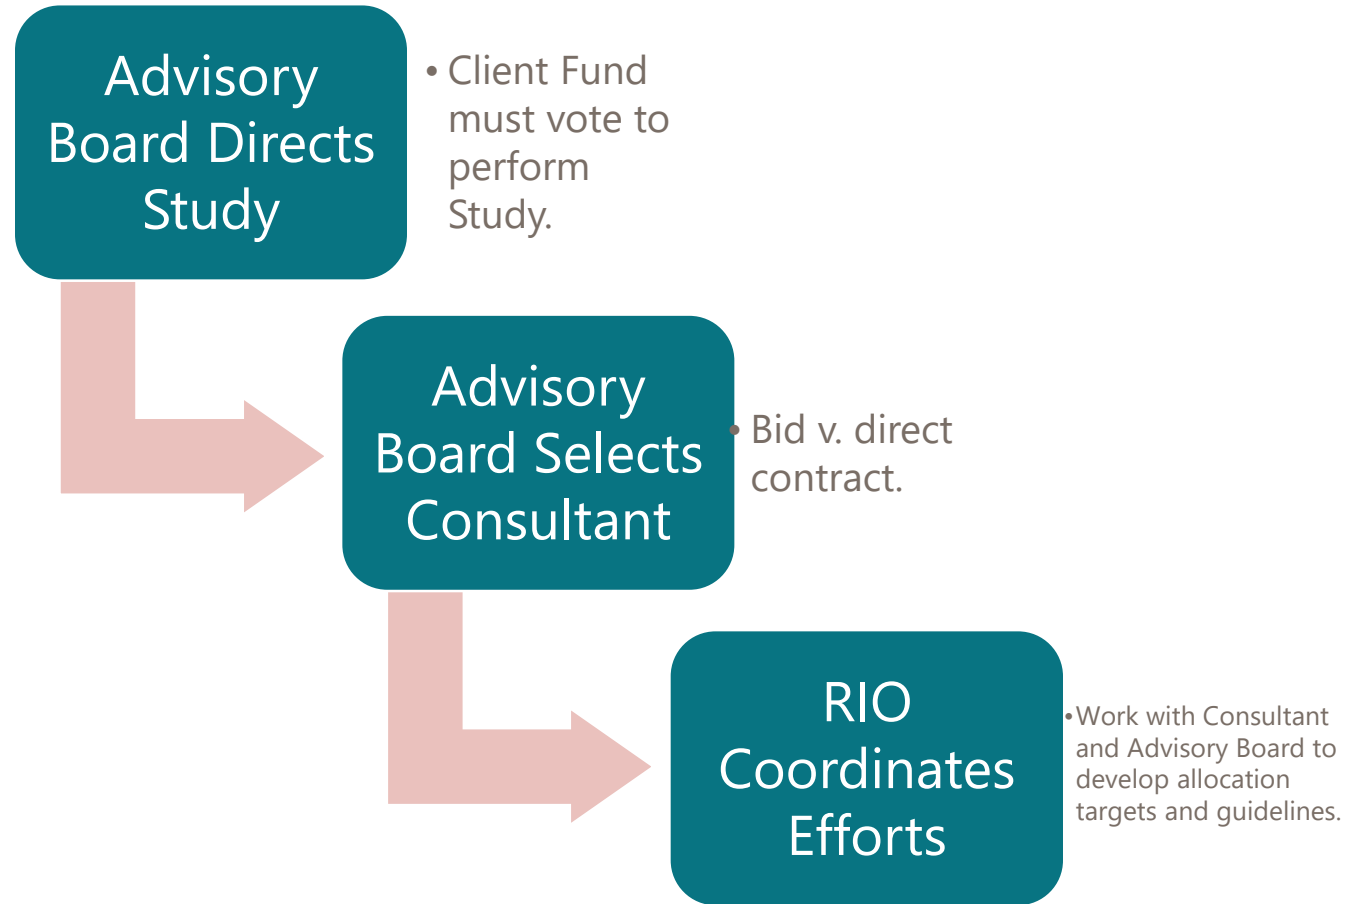 Advisory
Board Directs
Study
• Client Fund
must vote to
perform
Study.
Advisory
Board Selects
Consultant
• Bid v. direct
contract.
RIO
Coordinates
Efforts
•Work with Consultant
and Advisory Board to
develop allocation
targets and guidelines.